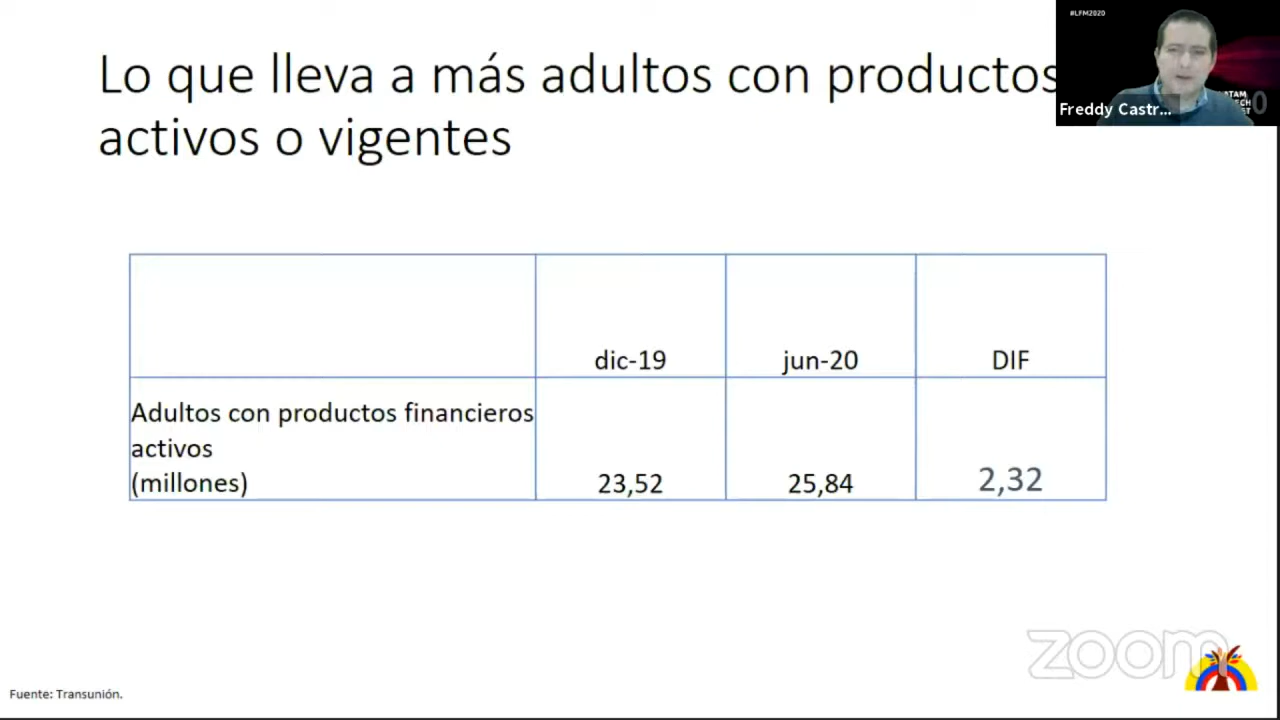 #LFM2020
Lo que lleva a más adultos con productos
activos o vigentes
Freddy Castr...
dic-19
jun-20
DIF
Adultos con productos financieros
activos
(millones)
23,52
25,84
2,32
zoom
Fuente: Transunión.